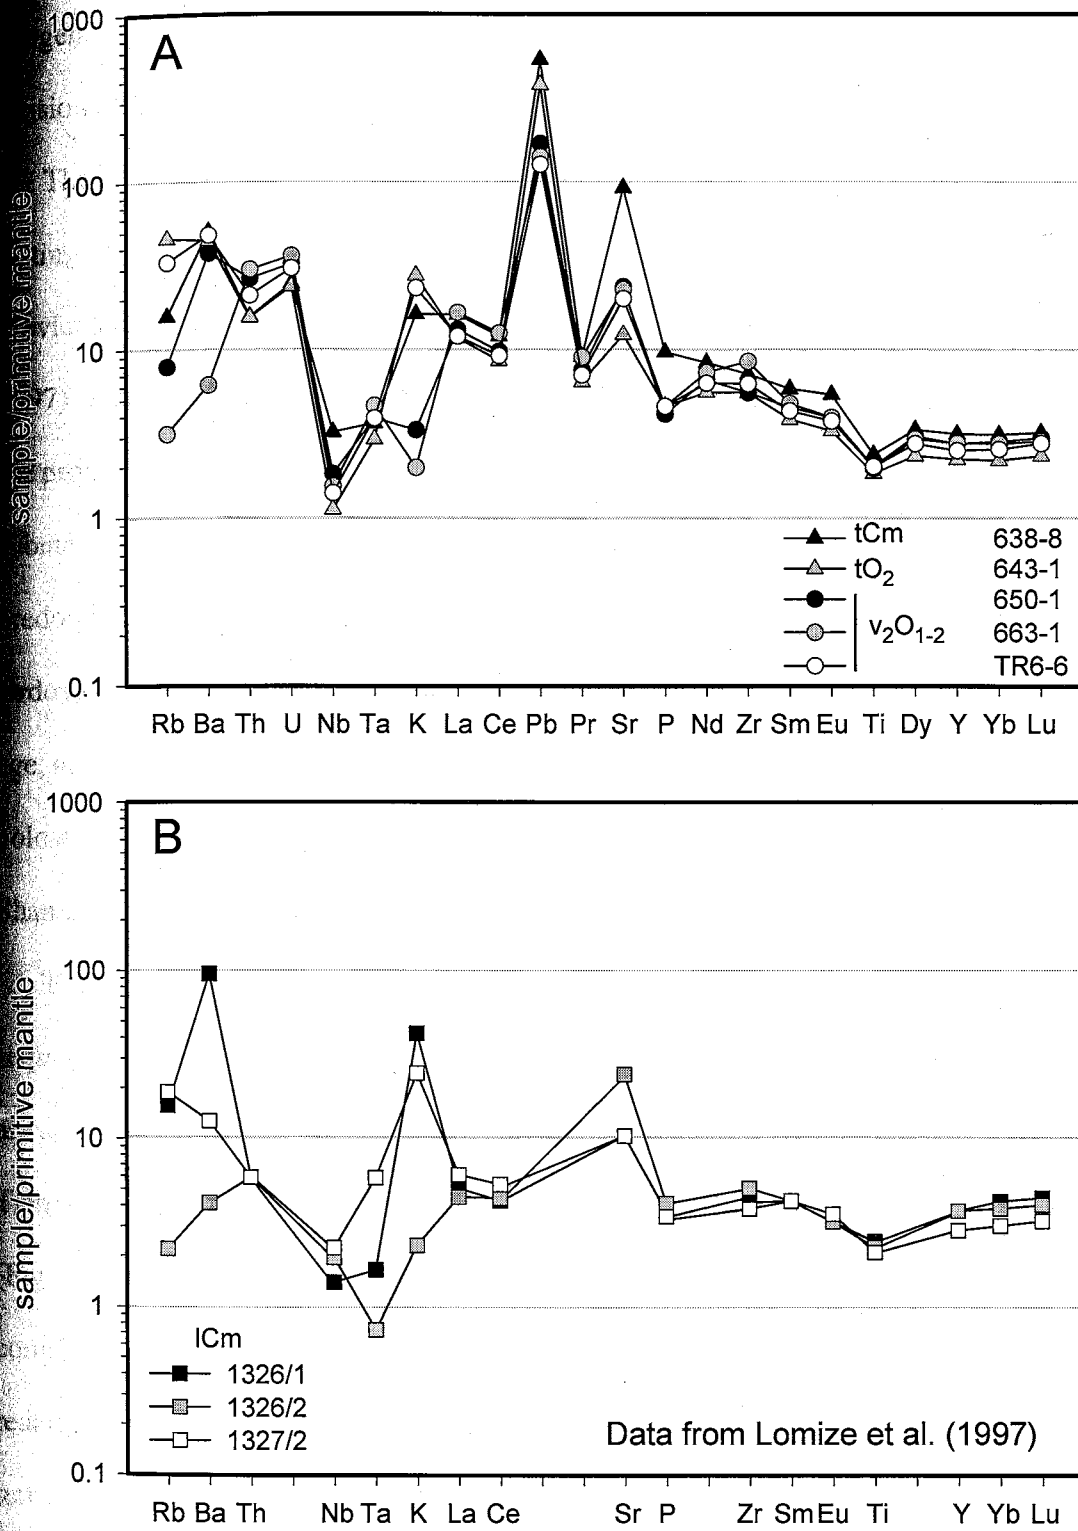 A
1000
100
10
1
0.1
sample/primitive mantle
tCm 638-8
tO₂ 643-1
650-1
v₂O₁₋₂ 663-1
TR6-6
Rb Ba Th U Nb Ta K La Ce Pb Pr Sr P Nd Zr Sm Eu Ti Dy Y Yb Lu
B
1000
100
10
1
0.1
sample/primitive mantle
lCm
1326/1
1326/2
1327/2
Data from Lomize et al. (1997)
Rb Ba Th Nb Ta K La Ce Sr P Zr Sm Eu Ti Y Yb Lu